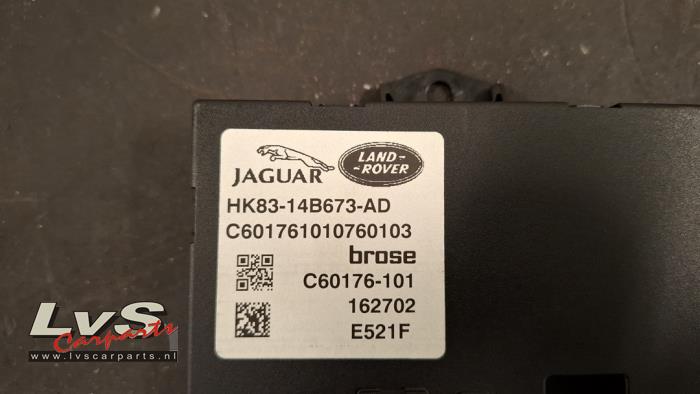 JAGUAR
LAND-
-ROVER
HK83-14B673-AD
C601761010760103
brose
C60176-101
162702
E521F
LvS
Carparts
www.lvscarparts.nl